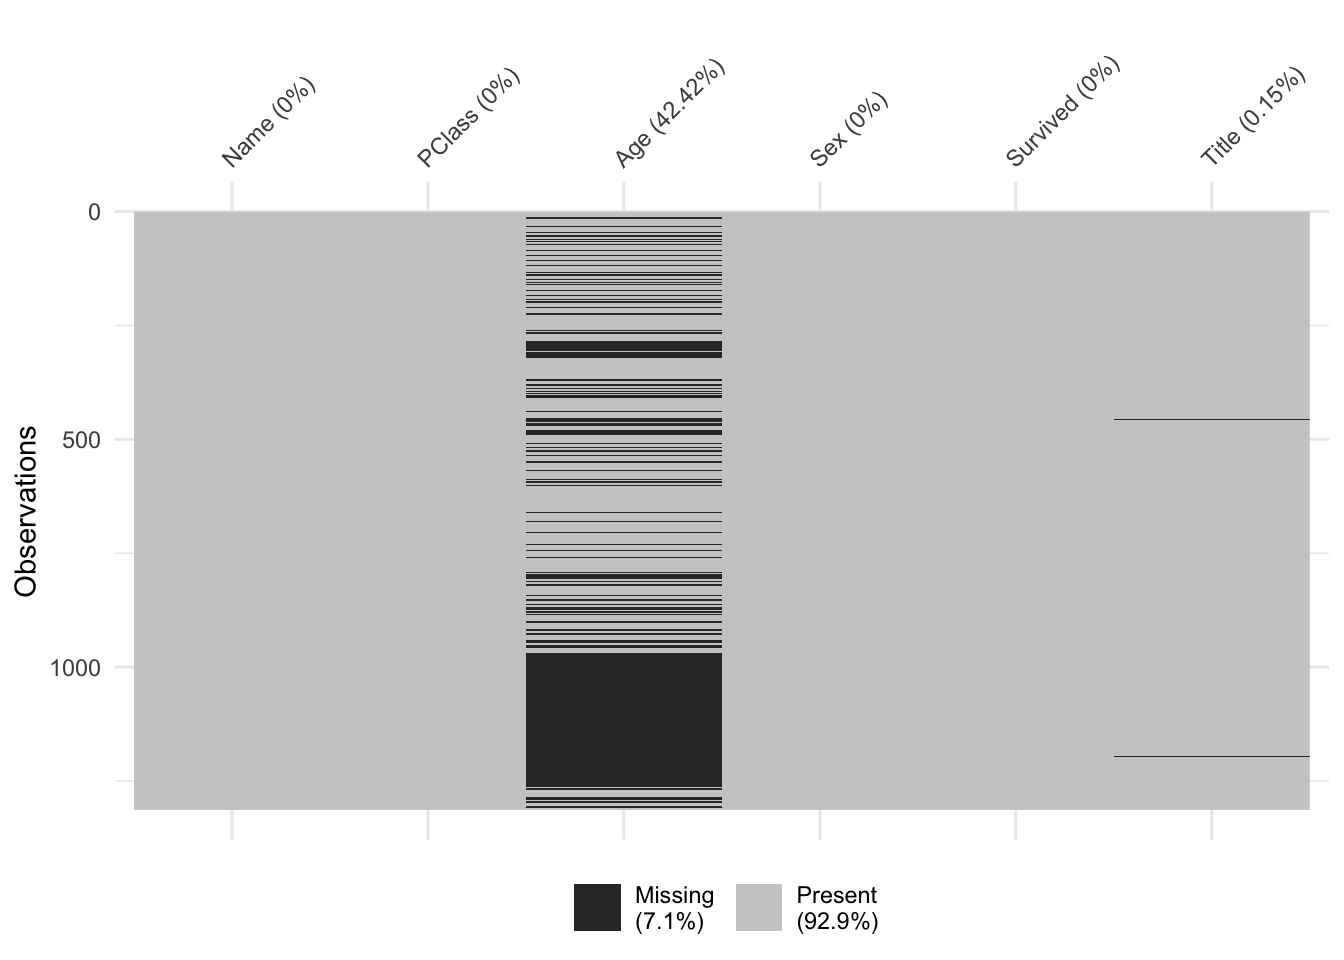 Name (0%)
PClass (0%)
Age (42.42%)
Sex (0%)
Survived (0%)
Title (0.15%)
0
500
1000
Observations
Missing
(7.1%)
Present
(92.9%)